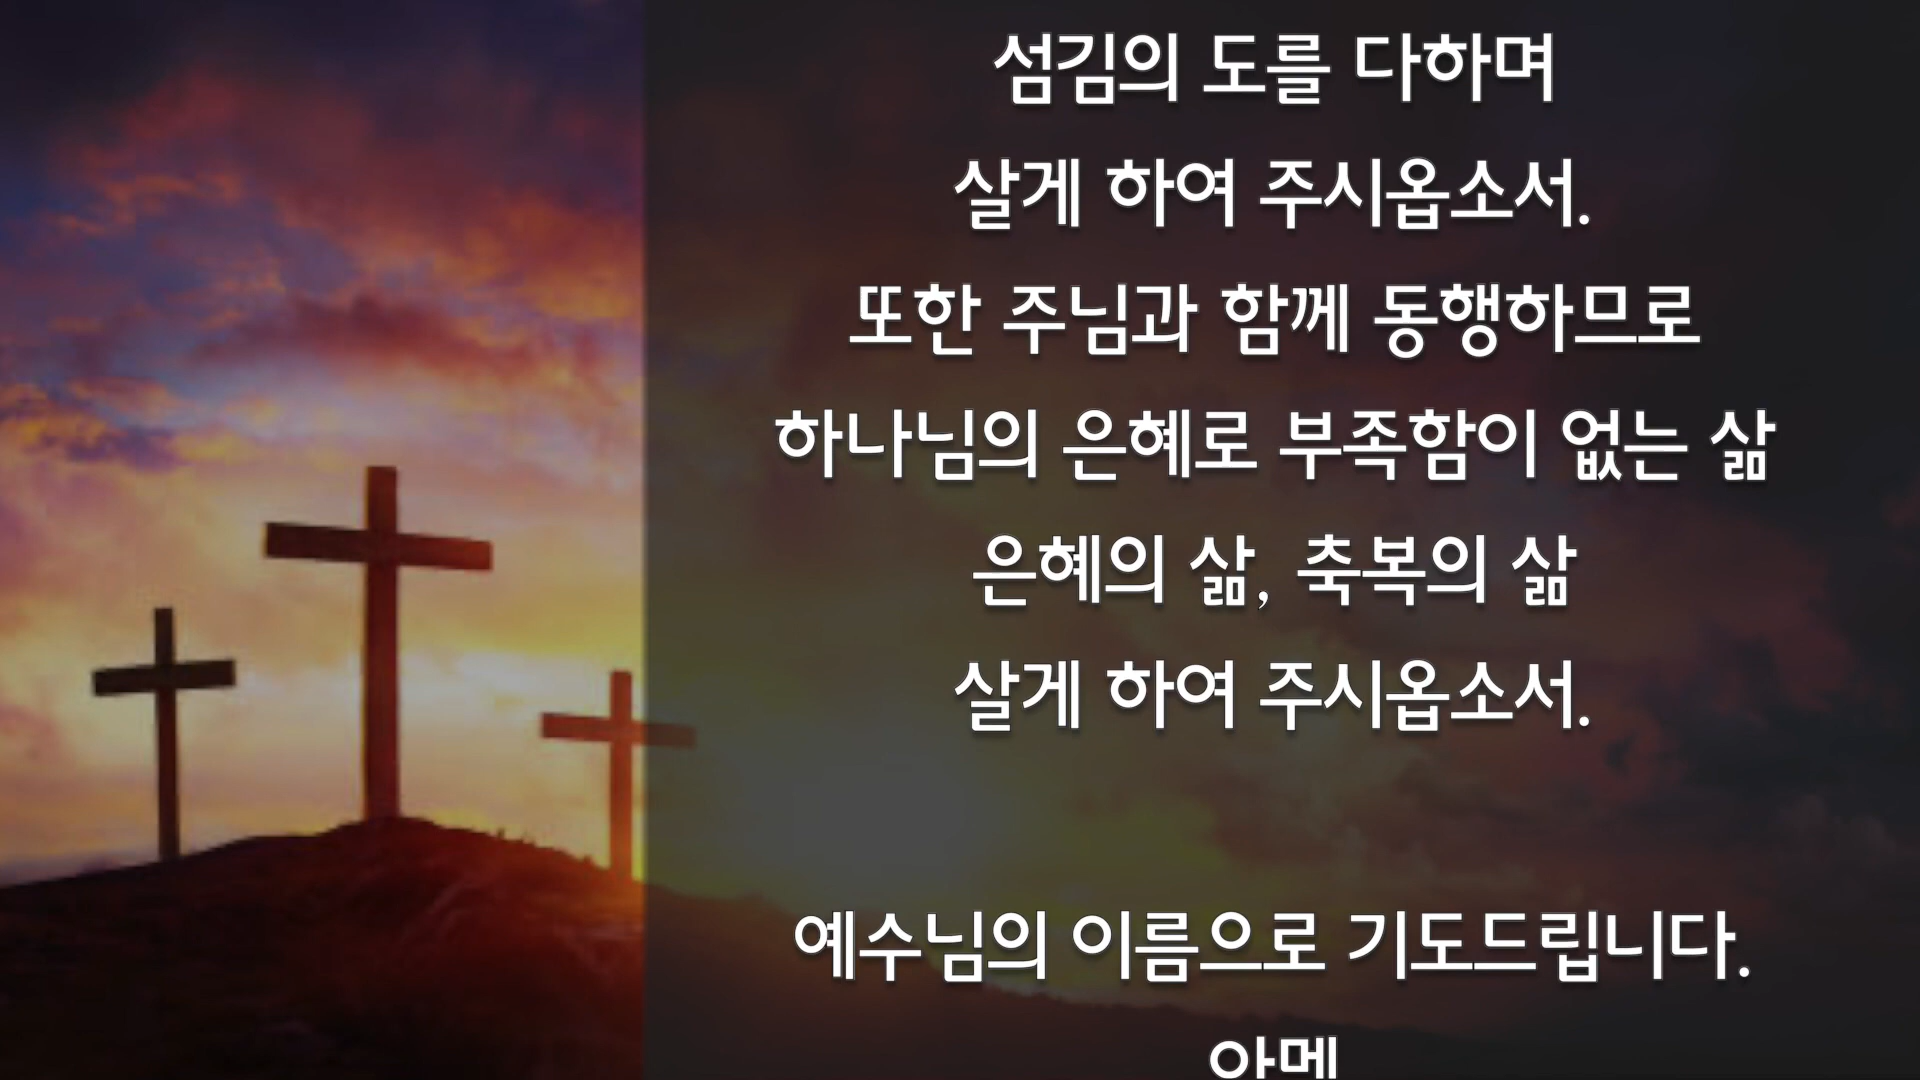 섬김의 도를 다하며
살게 하여 주시옵소서.
또한 주님과 함께 동행하므로
하나님의 은혜로 부족함이 없는 삶
은혜의 삶, 축복의 삶
살게 하여 주시옵소서.
예수님의 이름으로 기도드립니다.